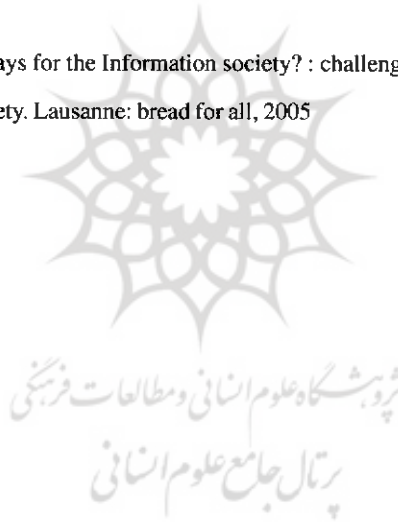 ays for the Information society? : challeng
ety. Lausanne: bread for all, 2005
پژوهشگاه علوم انسانی و مطالعات فرهنگی
پرتال جامع علوم انسانی